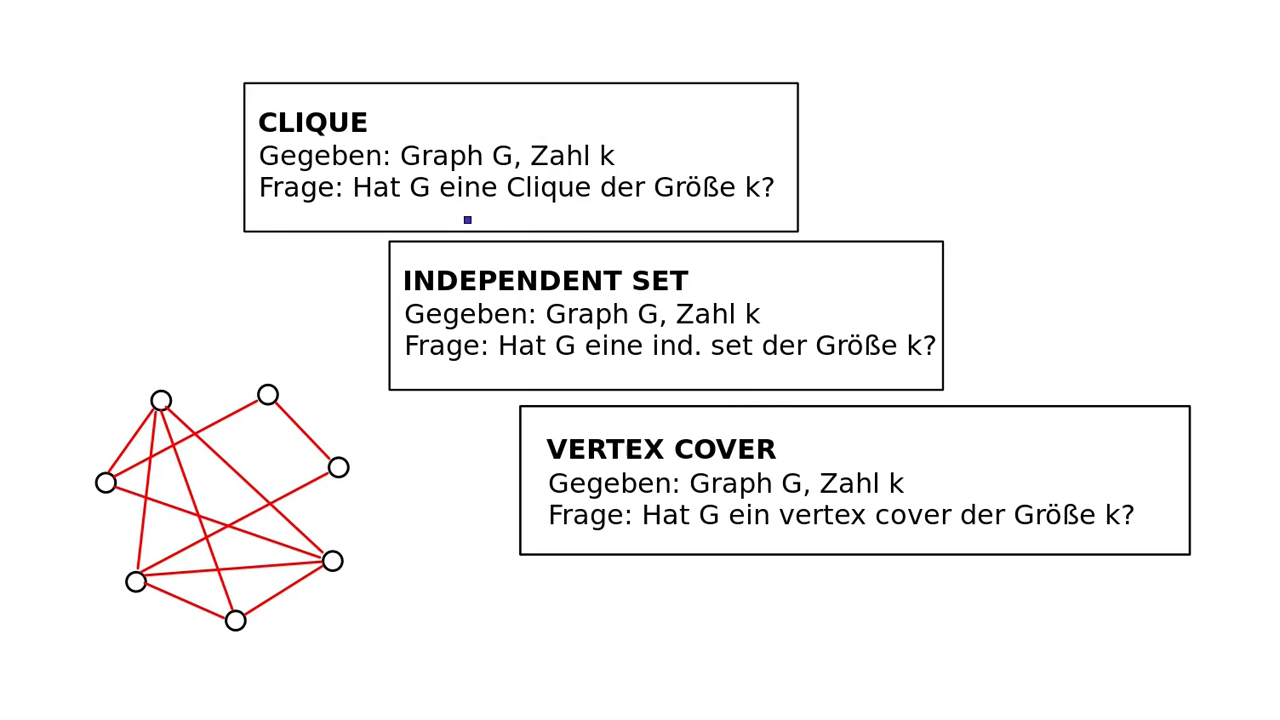 CLIQUE
Gegeben: Graph G, Zahl k
Frage: Hat G eine Clique der Größe k?
INDEPENDENT SET
Gegeben: Graph G, Zahl k
Frage: Hat G eine ind. set der Größe k?
VERTEX COVER
Gegeben: Graph G, Zahl k
Frage: Hat G ein vertex cover der Größe k?